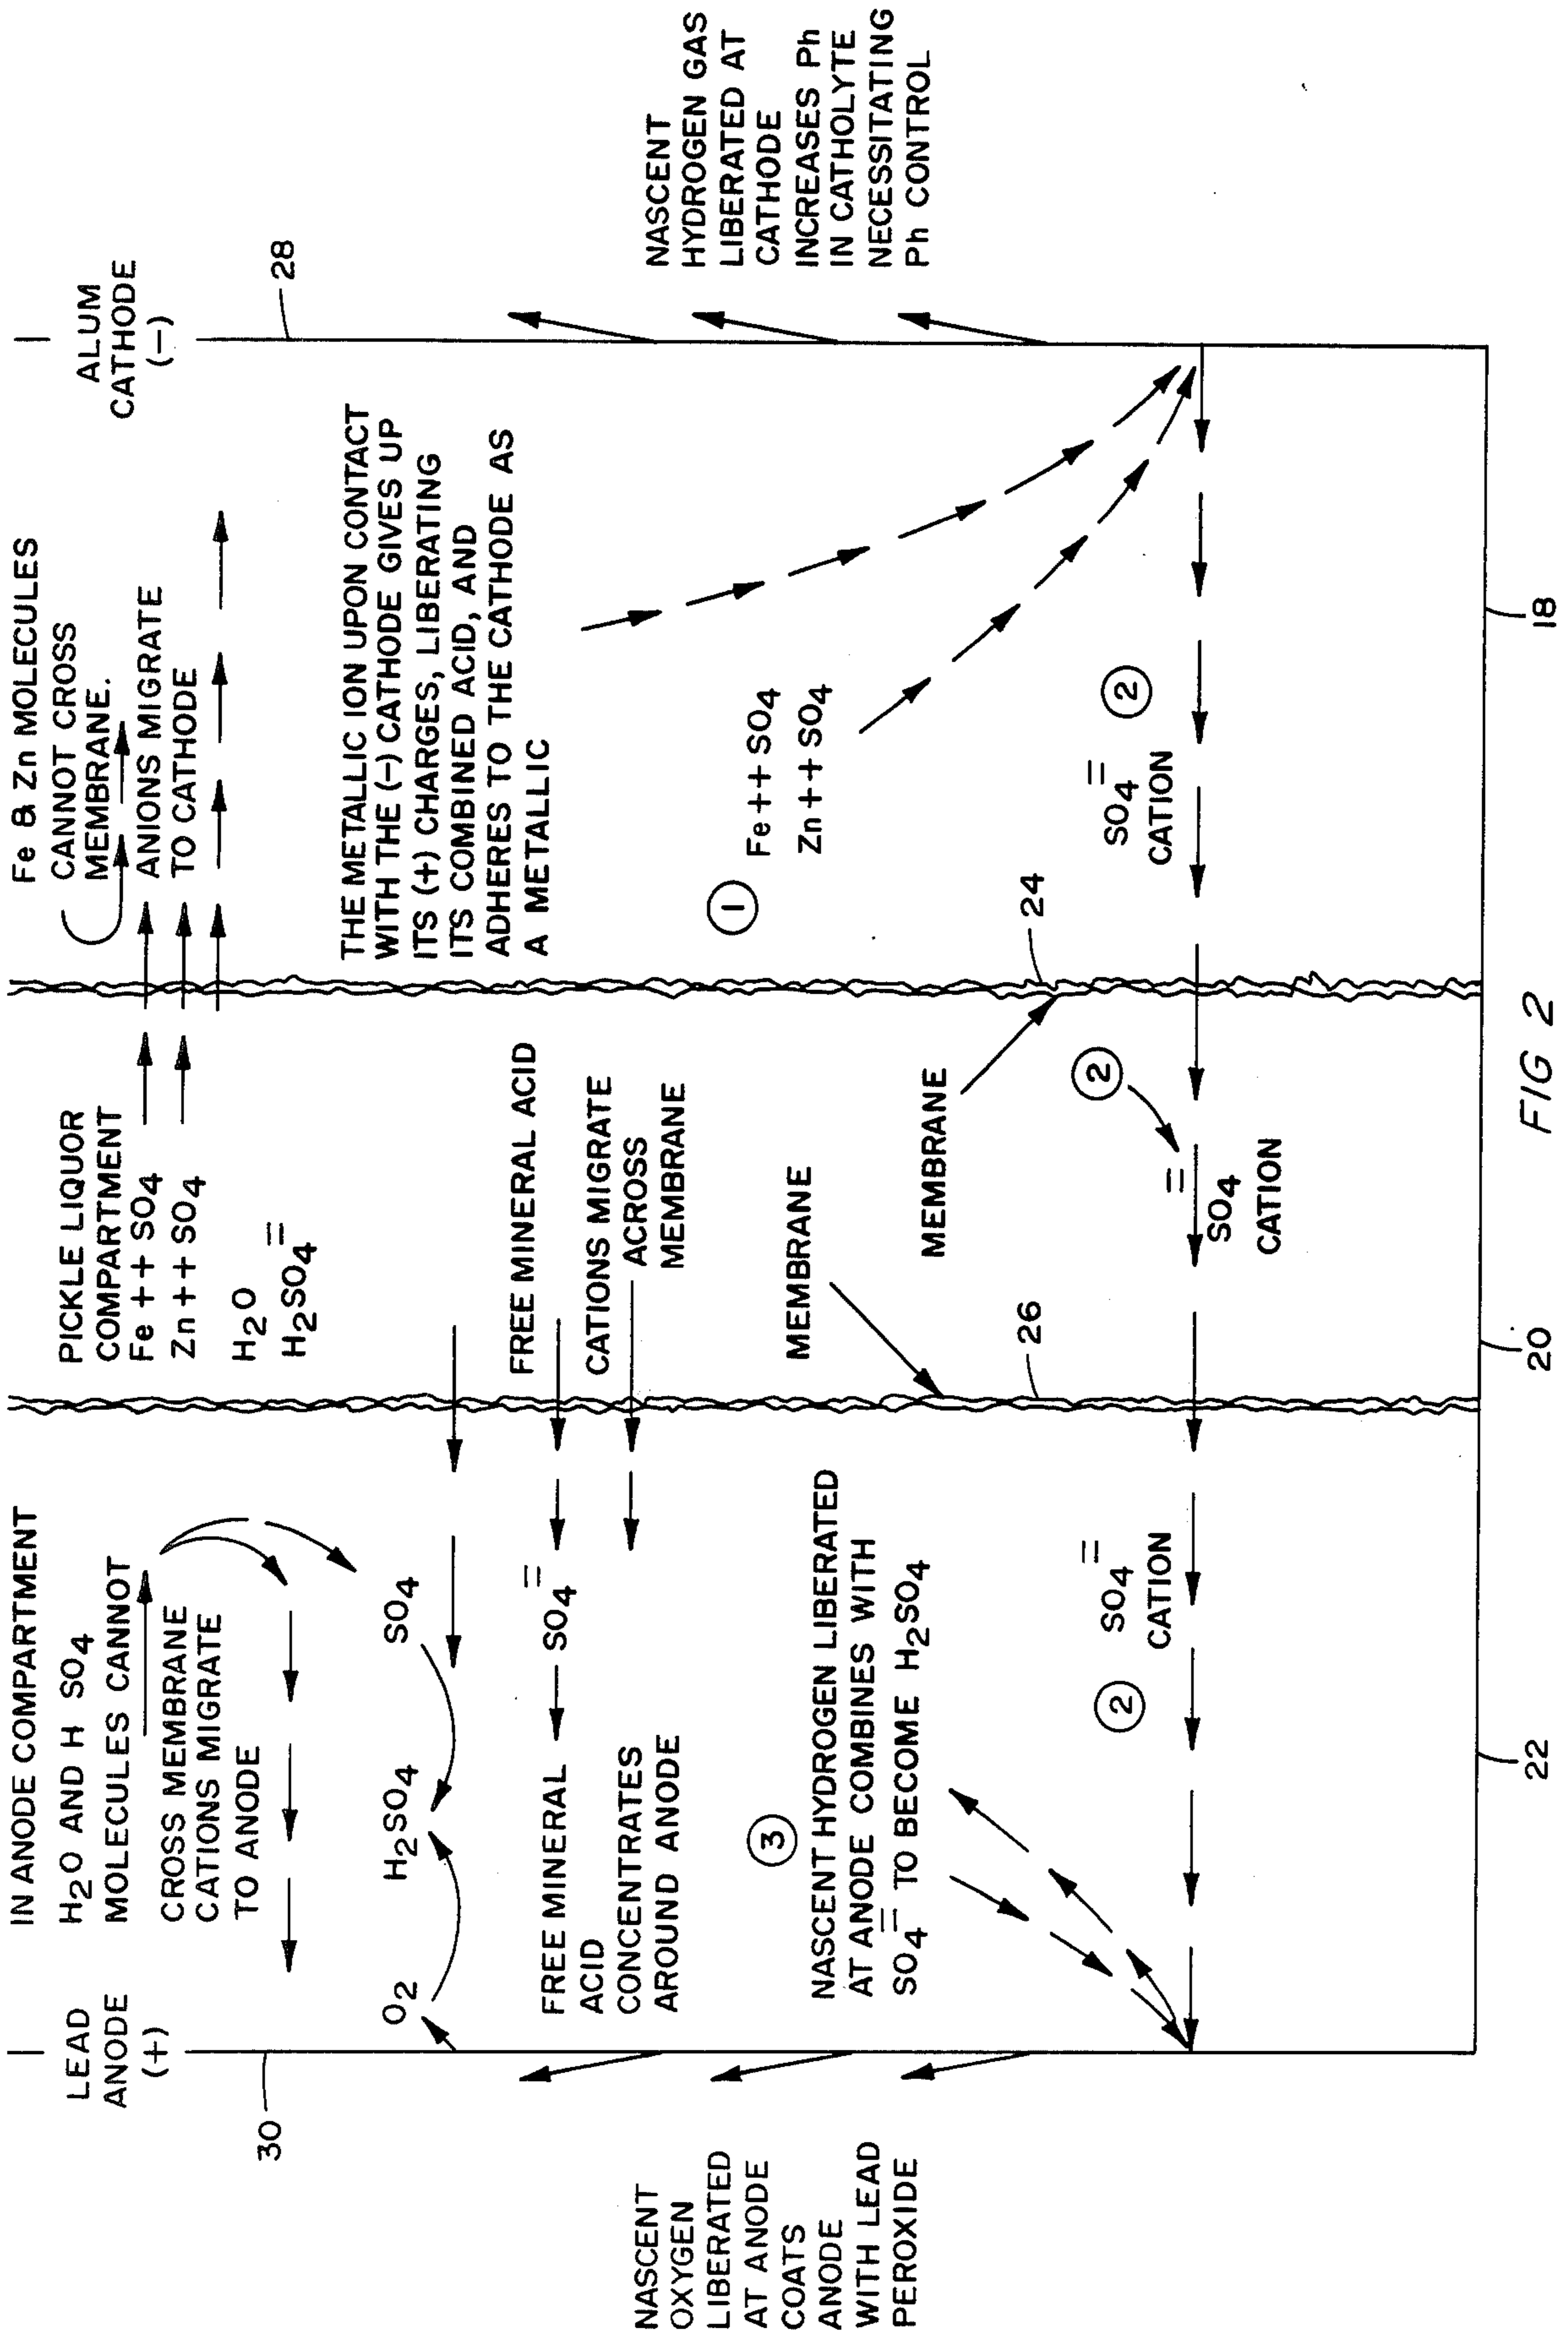 LEAD
ANODE
(+)
30
IN ANODE COMPARTMENT
H2O AND H SO4
MOLECULES CANNOT
CROSS MEMBRANE
CATIONS MIGRATE
TO ANODE
PICKLE LIQUOR
COMPARTMENT
Fe ++ SO4
Zn ++ SO4
H2O
H2SO4=
Fe & Zn MOLECULES
CANNOT CROSS
MEMBRANE.
ANIONS MIGRATE
TO CATHODE
ALUM
CATHODE
(−)
28
O2
H2SO4
SO4
THE METALLIC ION UPON CONTACT
WITH THE (−) CATHODE GIVES UP
ITS (+) CHARGES, LIBERATING
ITS COMBINED ACID, AND
ADHERES TO THE CATHODE AS
A METALLIC
FREE MINERAL
ACID
CONCENTRATES
AROUND ANODE
SO4=
FREE MINERAL ACID
CATIONS MIGRATE
ACROSS
MEMBRANE
NASCENT
OXYGEN
LIBERATED
AT ANODE
COATS
ANODE
WITH LEAD
PEROXIDE
NASCENT
HYDROGEN GAS
LIBERATED AT
CATHODE
INCREASES Ph
IN CATHOLYTE
NECESSITATING
Ph CONTROL
3
NASCENT HYDROGEN LIBERATED
AT ANODE COMBINES WITH
SO4= TO BECOME H2SO4
MEMBRANE
MEMBRANE
1
Fe ++ SO4
Zn ++ SO4
26
24
2
SO4=
CATION
2
SO4=
CATION
SO4=
CATION
2
22
20
18
FIG 2